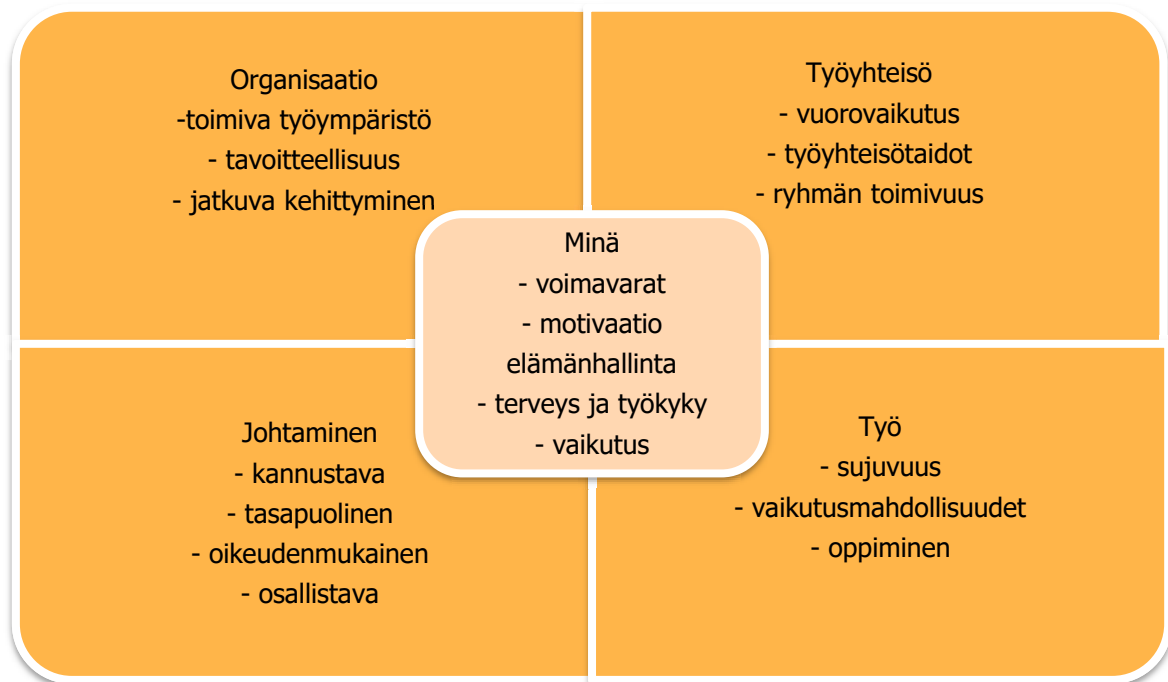 Organisaatio
-toimiva työympäristö
- tavoitteellisuus
- jatkuva kehittyminen
Työyhteisö
- vuorovaikutus
- työyhteisötaidot
- ryhmän toimivuus
Minä
- voimavarat
- motivaatio
elämänhallinta
- terveys ja työkyky
- vaikutus
Johtaminen
- kannustava
- tasapuolinen
- oikeudenmukainen
- osallistava
Työ
- sujuvuus
- vaikutusmahdollisuudet
- oppiminen